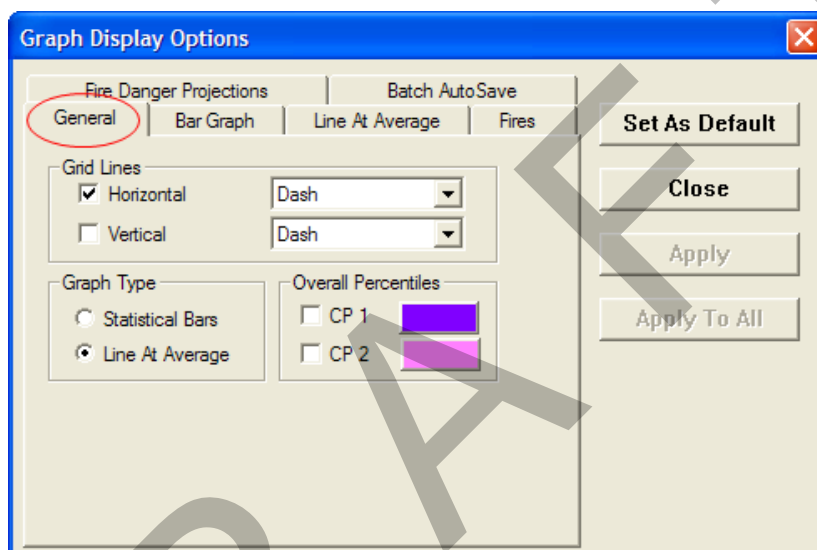 Graph Display Options
Fire Danger Projections
Batch AutoSave
General
Bar Graph
Line At Average
Fires
Set As Default
Close
Apply
Apply To All
Grid Lines
Horizontal
Dash
Vertical
Dash
Graph Type
Statistical Bars
Line At Average
Overall Percentiles
CP 1
CP 2